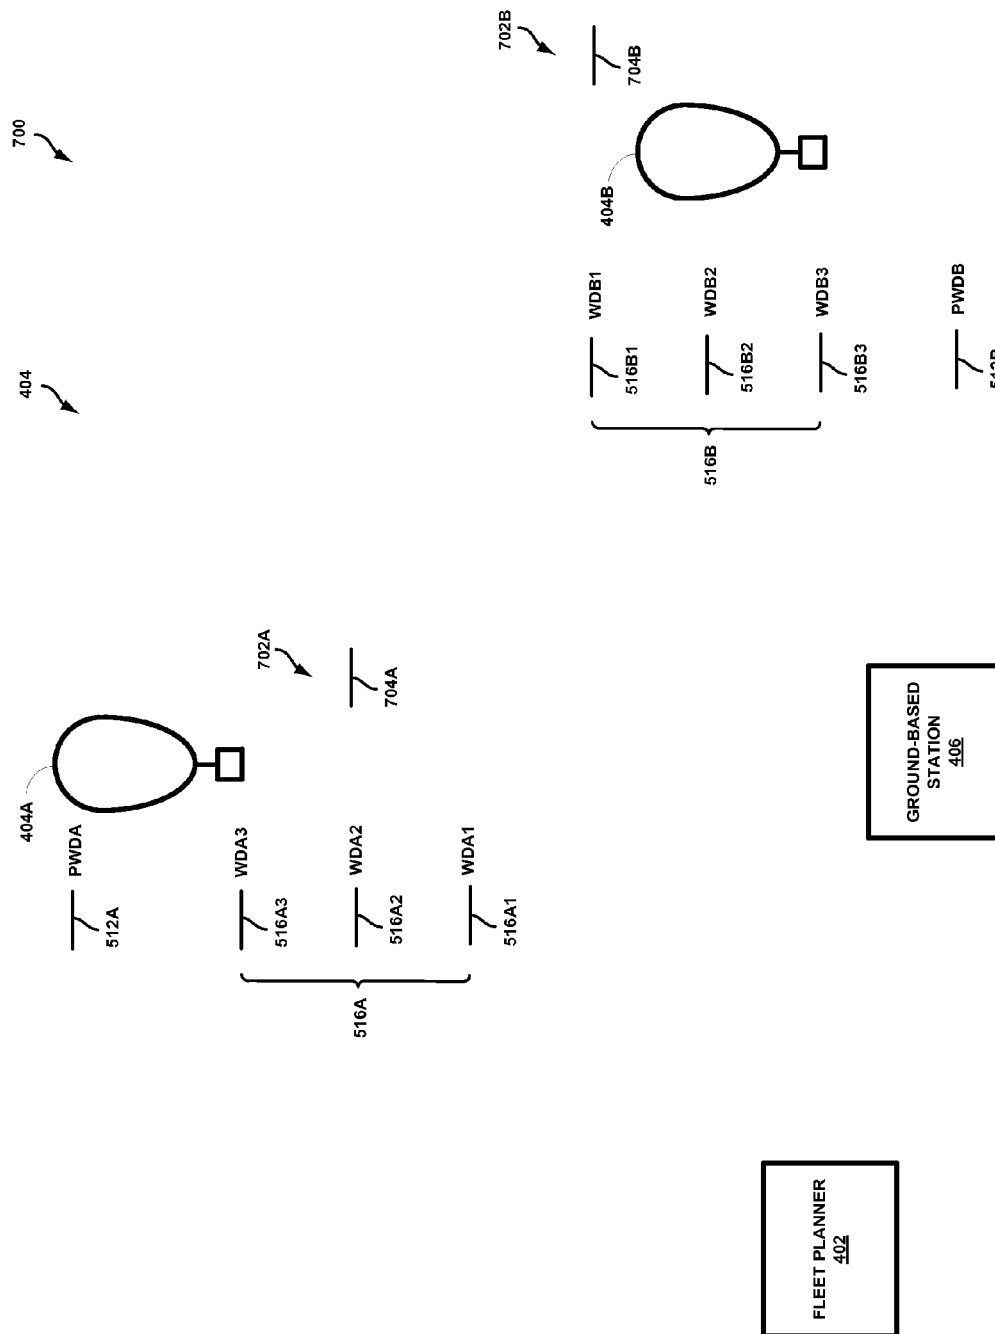 700
404
404A
PWDA
512A
702A
704A
WDA3
516A3
WDA2
516A2
WDA1
516A1
516A
702B
704B
404B
WDB1
516B1
WDB2
516B2
WDB3
516B3
516B
PWDB
FLEET PLANNER
402
GROUND-BASED
STATION
406